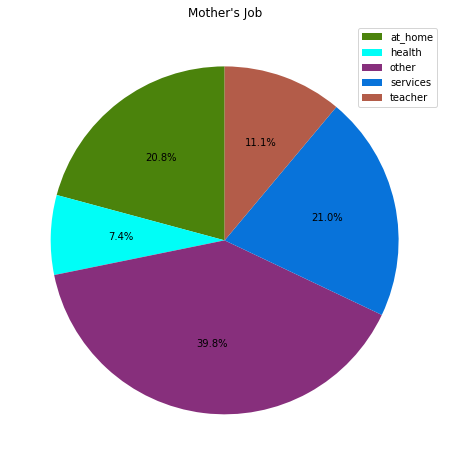 Mother's Job
at_home
health
other
services
teacher
11.1%
20.8%
21.0%
7.4%
39.8%